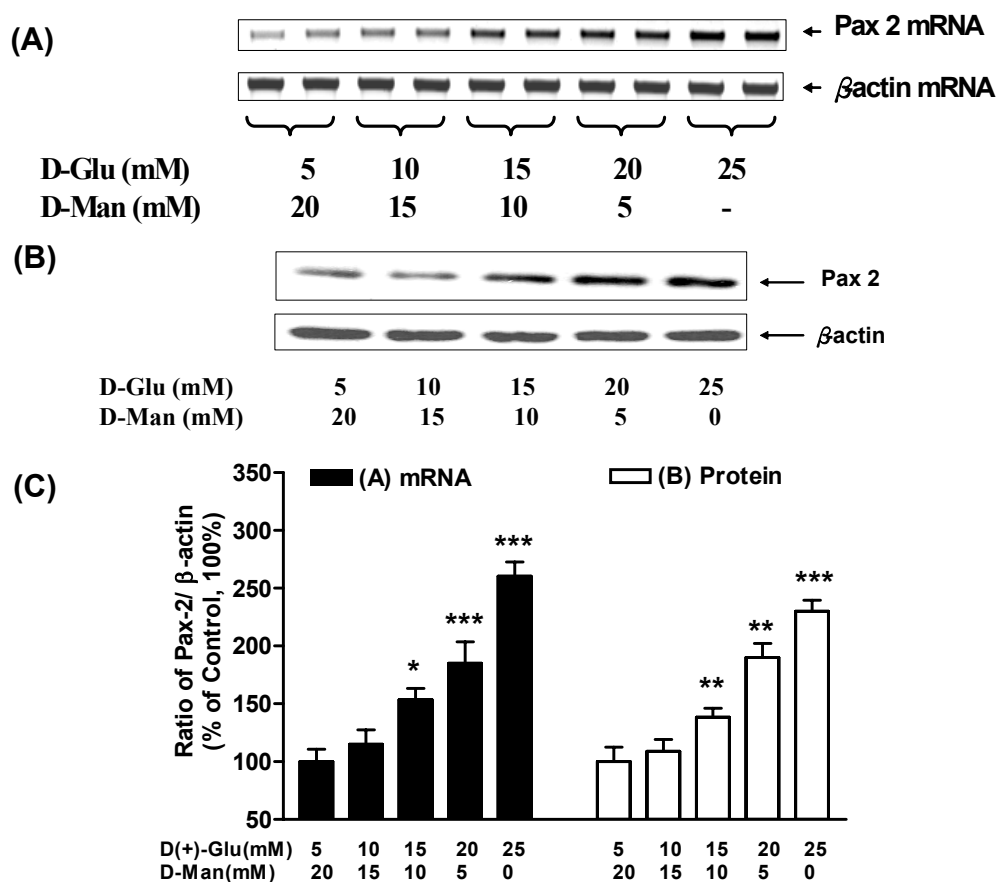 (A)
Pax 2 mRNA
βactin mRNA
D-Glu (mM) 5 10 15 20 25
D-Man (mM) 20 15 10 5 -
(B)
Pax 2
βactin
D-Glu (mM) 5 10 15 20 25
D-Man (mM) 20 15 10 5 0
(C)
Ratio of Pax-2/ β-actin
(% of Control, 100%)
350
300
250
200
150
100
50
(A) mRNA (B) Protein
* *** *** ** ** ***
D(+)-Glu(mM) 5 10 15 20 25 5 10 15 20 25
D-Man(mM) 20 15 10 5 0 20 15 10 5 0